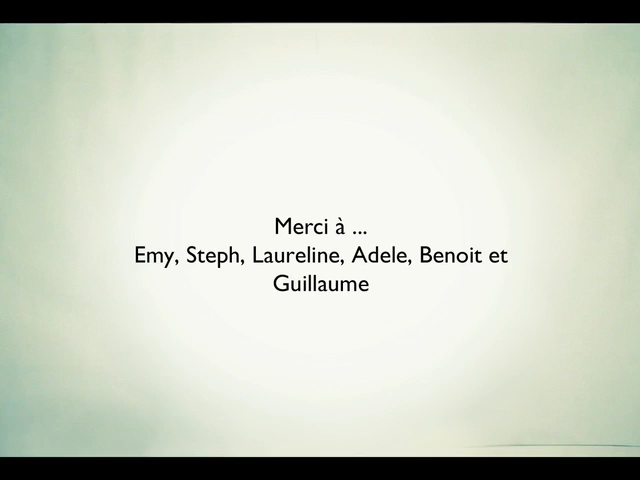 Merci à ...
Emy, Steph, Laureline, Adele, Benoit et
Guillaume